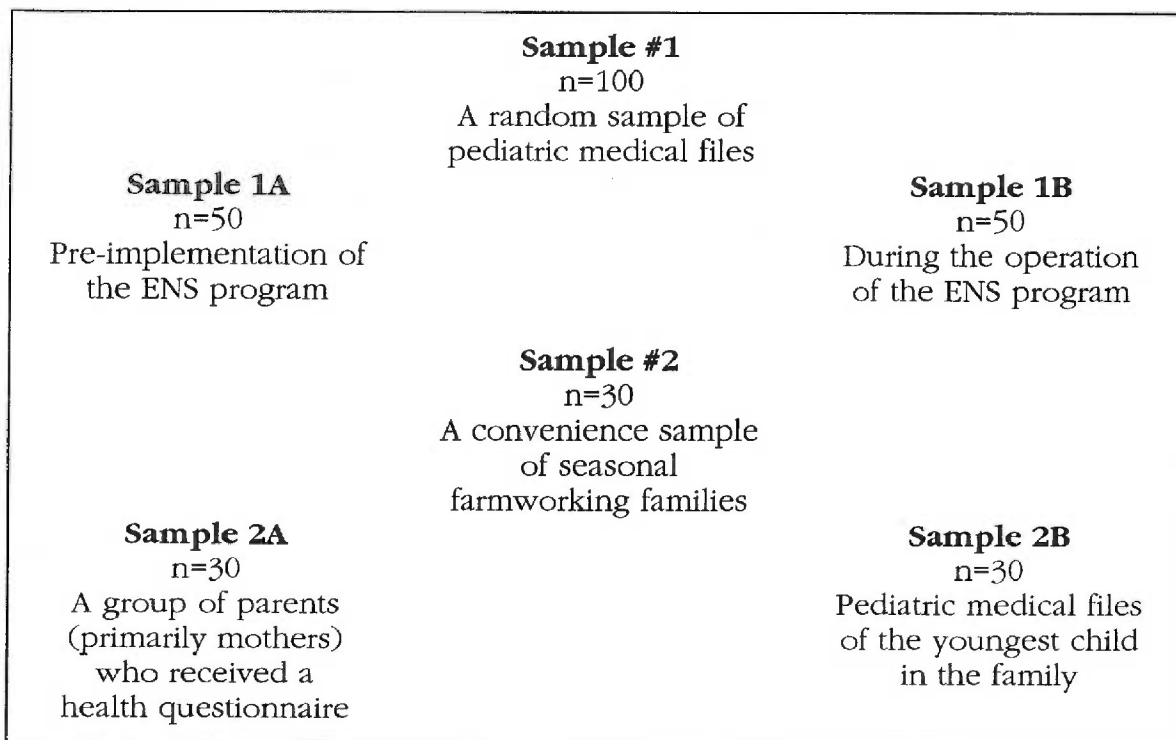 Sample #1
n=100
A random sample of
pediatric medical files
Sample 1A
n=50
Pre-implementation of
the ENS program
Sample 1B
n=50
During the operation
of the ENS program
Sample #2
n=30
A convenience sample
of seasonal
farmworking families
Sample 2A
n=30
A group of parents
(primarily mothers)
who received a
health questionnaire
Sample 2B
n=30
Pediatric medical files
of the youngest child
in the family